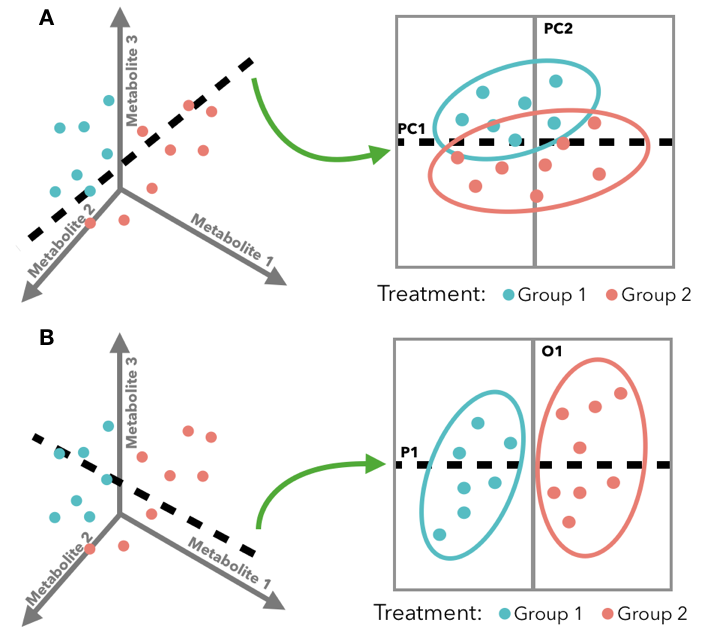 A
Metabolite 3
Metabolite 2
Metabolite 1
PC2
PC1
Treatment: Group 1 Group 2
B
Metabolite 3
Metabolite 2
Metabolite 1
O1
P1
Treatment: Group 1 Group 2